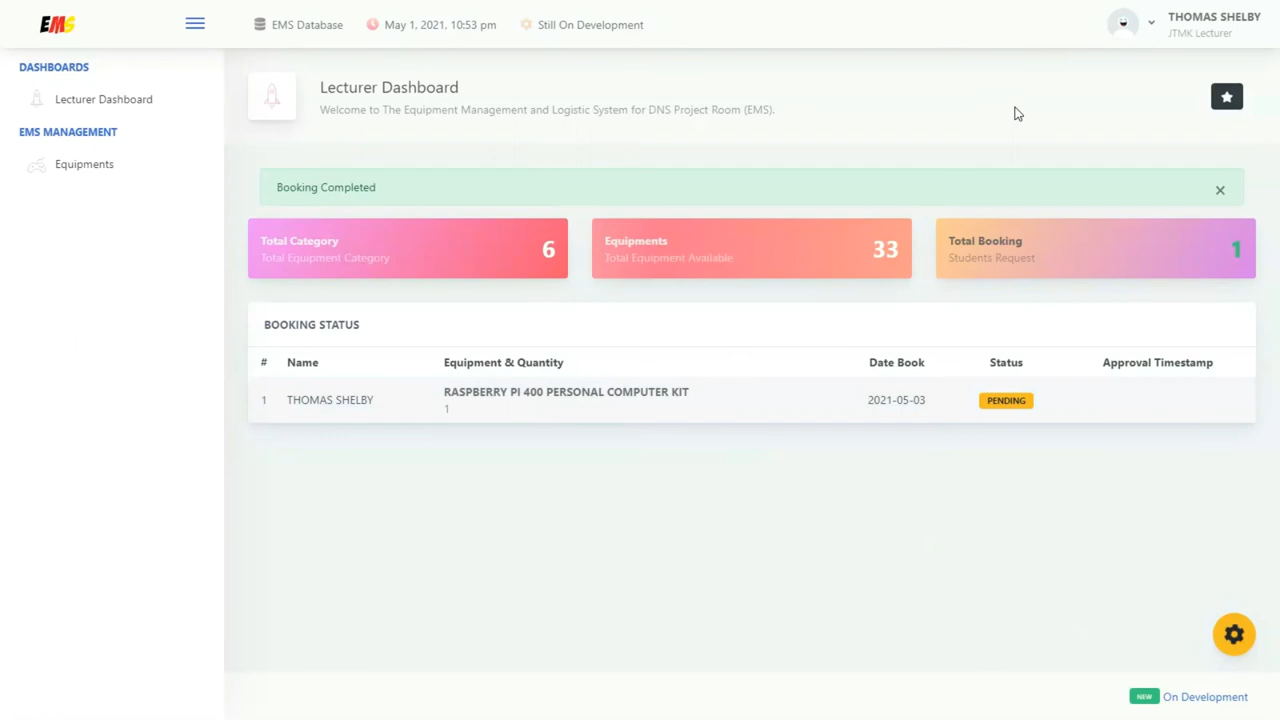 EMS
EMS Database
May 1, 2021, 10:53 pm
Still On Development
THOMAS SHELBY
JTMK Lecturer
DASHBOARDS
Lecturer Dashboard
EMS MANAGEMENT
Equipments
Lecturer Dashboard
Welcome to The Equipment Management and Logistic System for DNS Project Room (EMS).
Booking Completed
×
Total Category
Total Equipment Category
6
Equipments
Total Equipment Available
33
Total Booking
Students Request
1
BOOKING STATUS
# Name Equipment & Quantity Date Book Status Approval Timestamp
1 THOMAS SHELBY RASPBERRY PI 400 PERSONAL COMPUTER KIT 2021-05-03 PENDING
1
NEW On Development